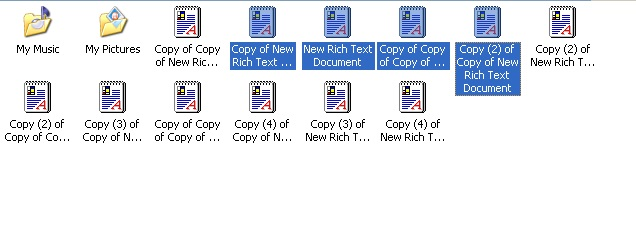 My Music
My Pictures
Copy of Copy
of New Ric...
Copy of New
Rich Text ...
New Rich Text
Document
Copy of Copy
of Copy of ...
Copy (2) of
Copy of New
Rich Text
Document
Copy (2) of
New Rich T...
Copy (2) of
Copy of Co...
Copy (3) of
Copy of N...
Copy of Copy
of Copy of ...
Copy (4) of
Copy of N...
Copy (3) of
New Rich T...
Copy (4) of
New Rich T...